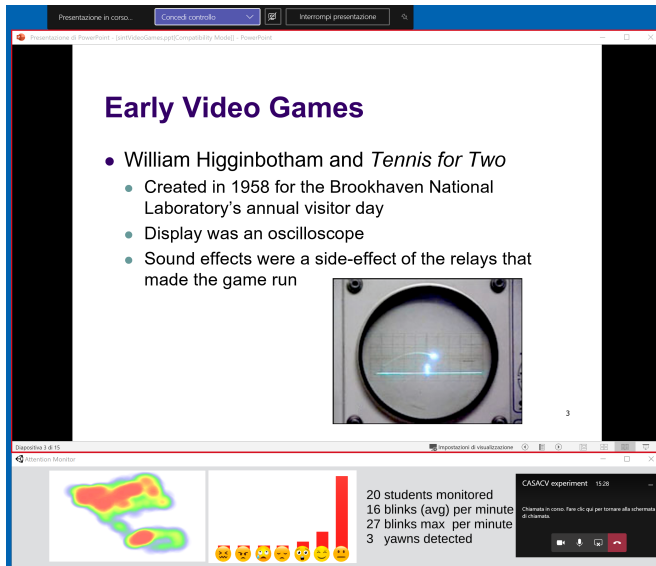 Presentazione in corso...
Concedi controllo
Interrompi presentazione
Presentazione di PowerPoint - [sintVideoGames.ppt[Compatibility Mode]] - PowerPoint
Early Video Games
William Higginbotham and Tennis for Two
Created in 1958 for the Brookhaven National
Laboratory's annual visitor day
Display was an oscilloscope
Sound effects were a side-effect of the relays that
made the game run
3
Diapositiva 3 di 15
Impostazioni di visualizzazione
Attention Monitor
20 students monitored
16 blinks (avg) per minute
27 blinks max per minute
3 yawns detected
CASACV experiment 15:28
Chiamata in corso. Fare clic qui per tornare alla schermata
di chiamata.